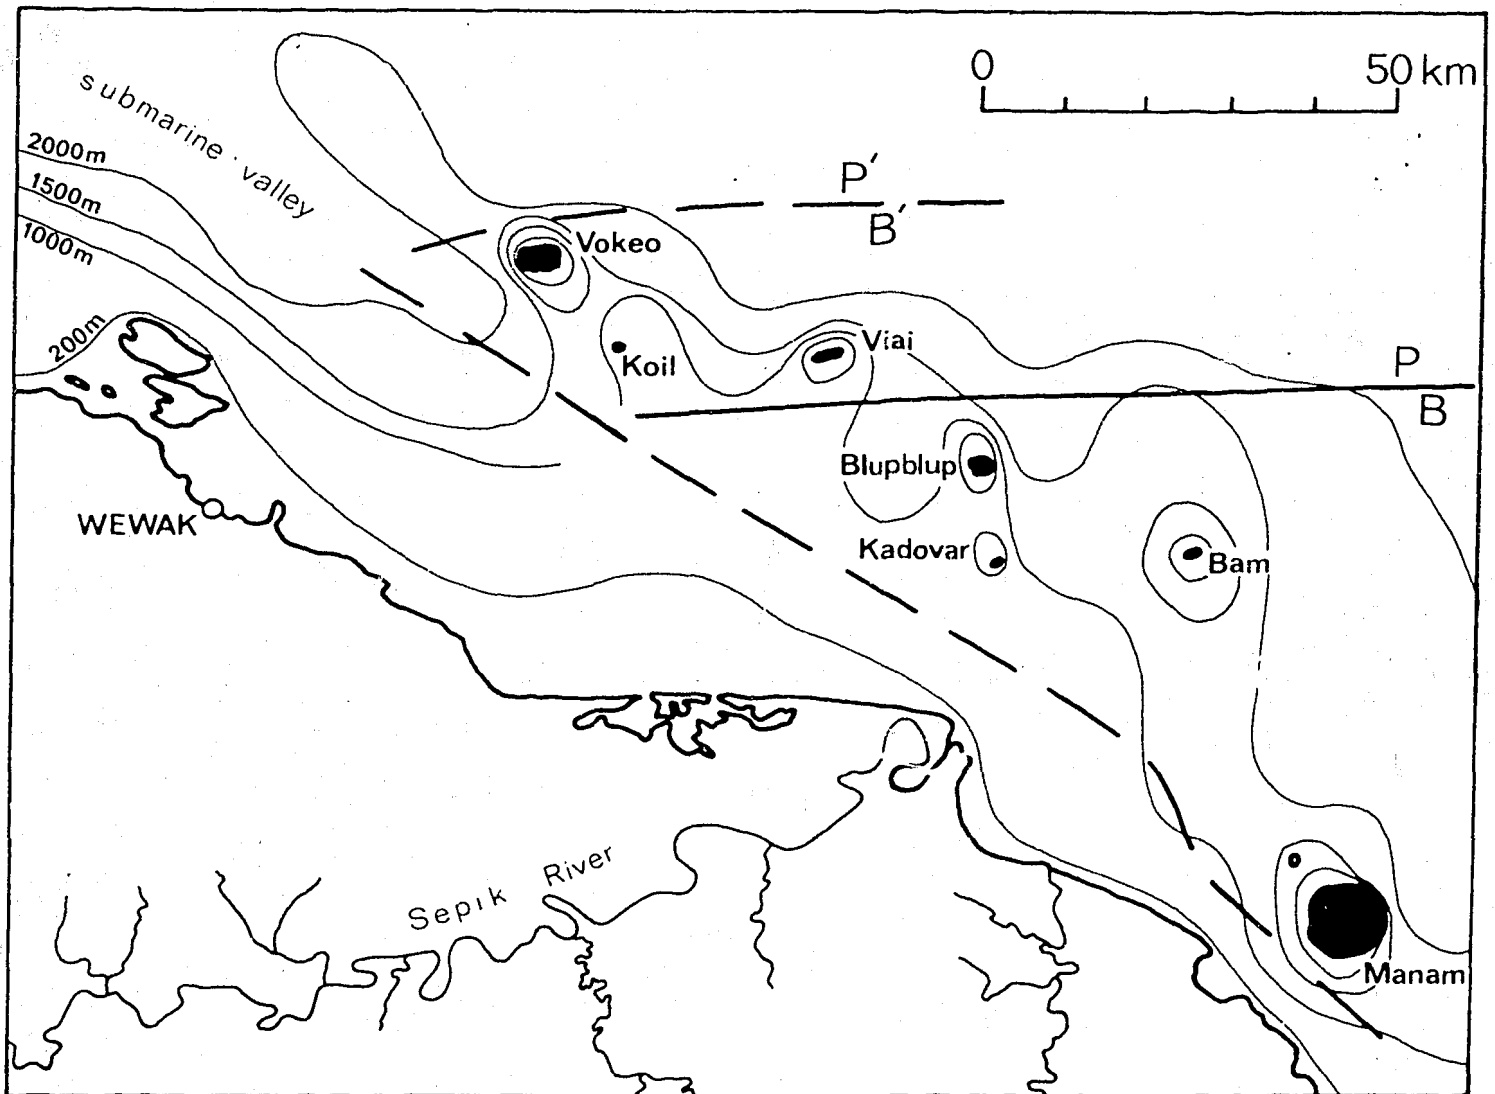 0 50 km
submarine valley
2000m
1500m
1000m
200m
P′
B′
Vokeo
Koil
Viai
P
B
Blupblup
Kadovar
Bam
WEWAK
Sepik River
Manam